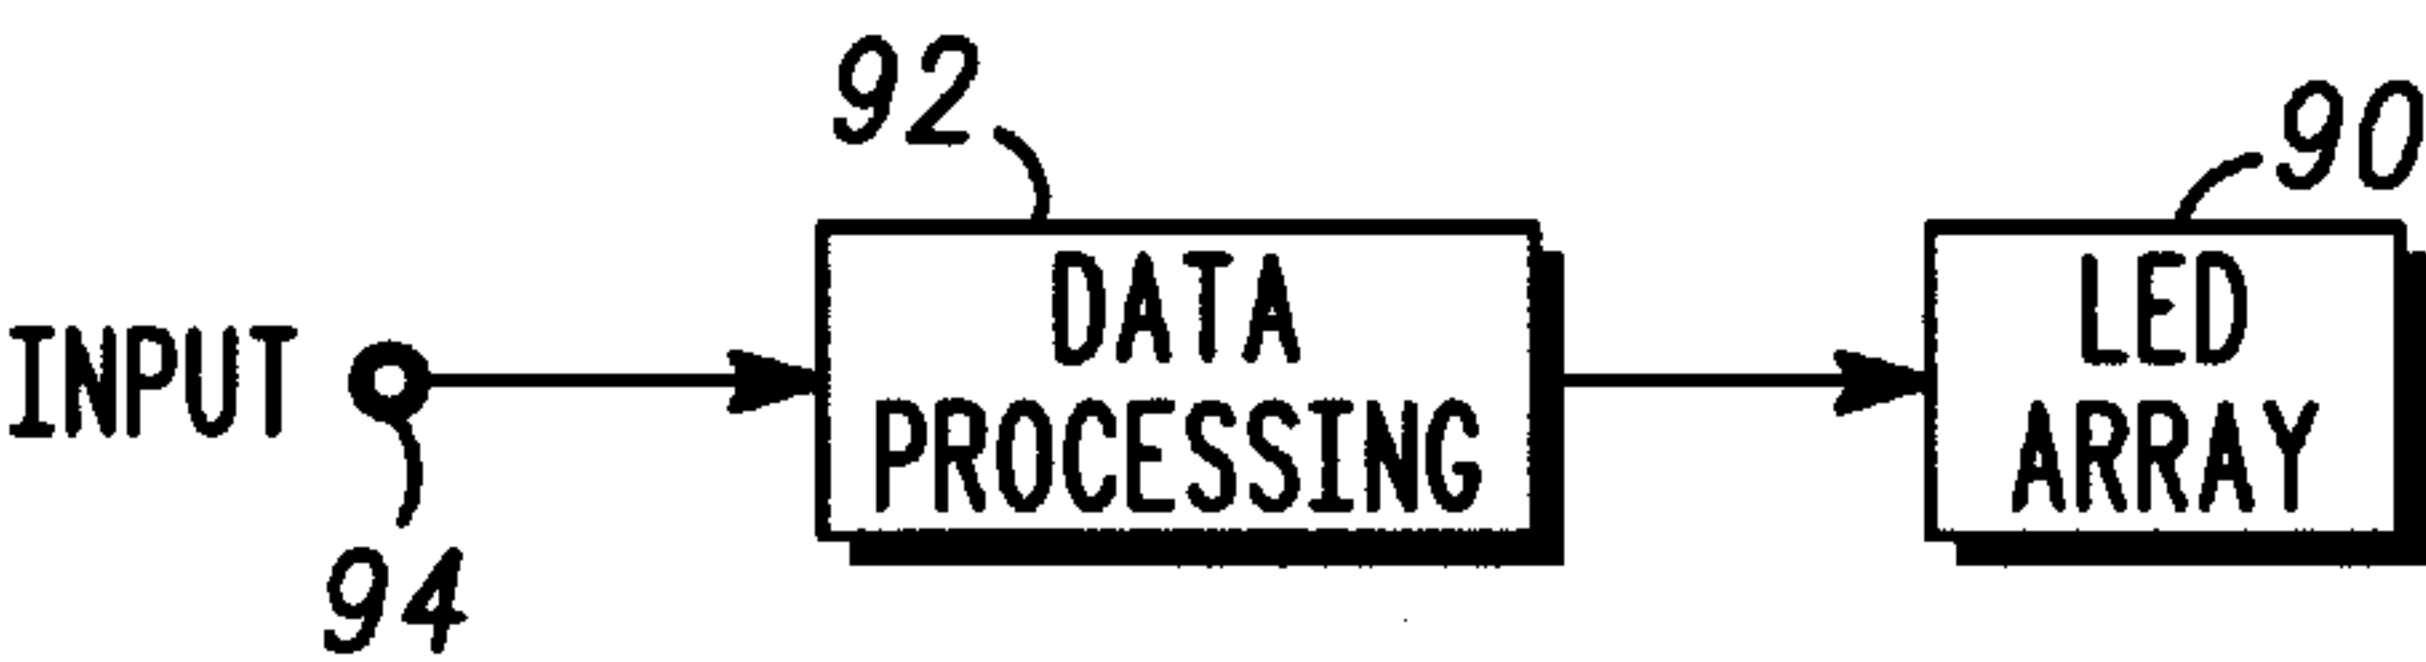 92
90
INPUT
DATA
PROCESSING
LED
ARRAY
94